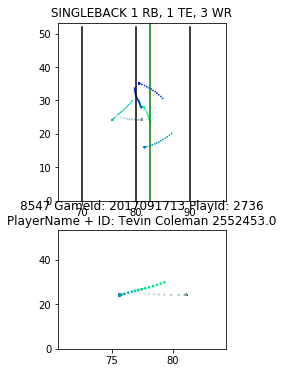 SINGLEBACK 1 RB, 1 TE, 3 WR
50
40
30
20
10
0
70 80 90
8547 GameId: 2017091713 PlayId: 2736
PlayerName + ID: Tevin Coleman 2552453.0
40
20
0
75 80